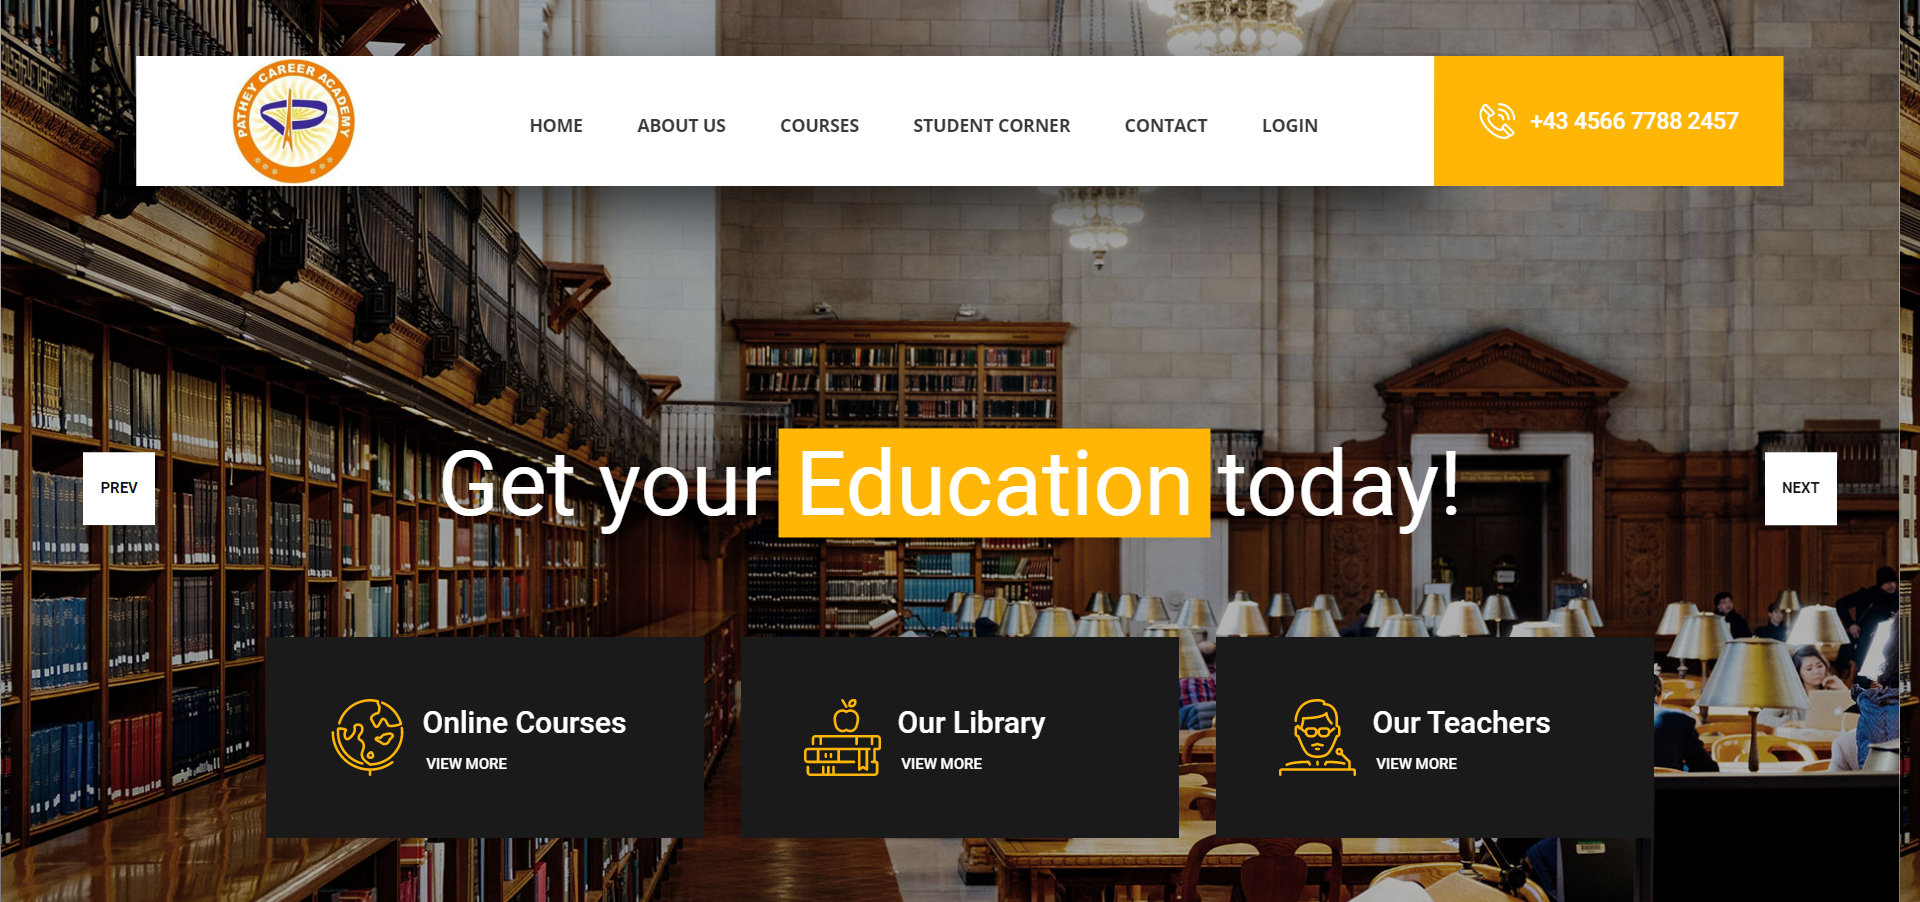 PATHEY CAREER ACADEMY
HOME
ABOUT US
COURSES
STUDENT CORNER
CONTACT
LOGIN
+43 4566 7788 2457
PREV
Get your Education today!
NEXT
Online Courses
VIEW MORE
Our Library
VIEW MORE
Our Teachers
VIEW MORE